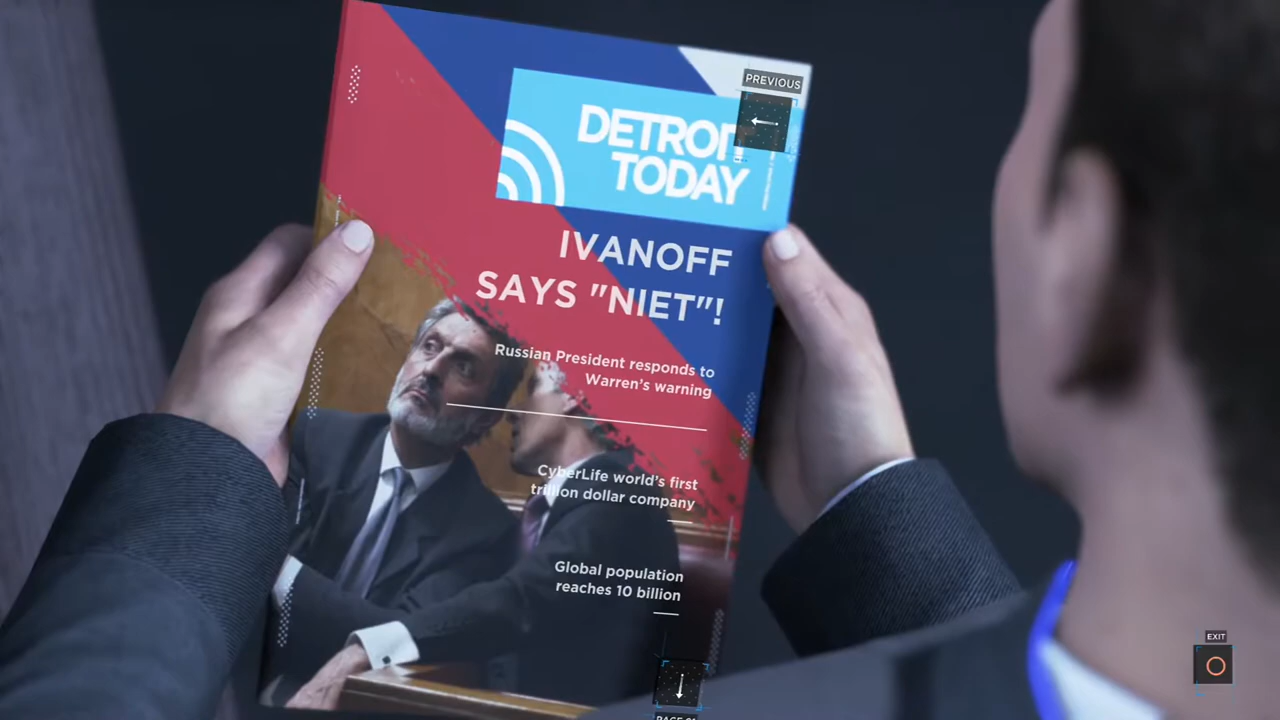 PREVIOUS
DETROIT
TODAY
IVANOFF
SAYS "NIET"!
Russian President responds to
Warren's warning
CyberLife world's first
trillion dollar company
Global population
reaches 10 billion
EXIT